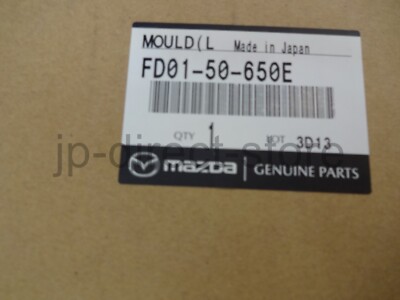 MOULD(L Made in Japan
FD01-50-650E
QTY 1 LOT 3D13
jp-direct-store
mazda GENUINE PARTS